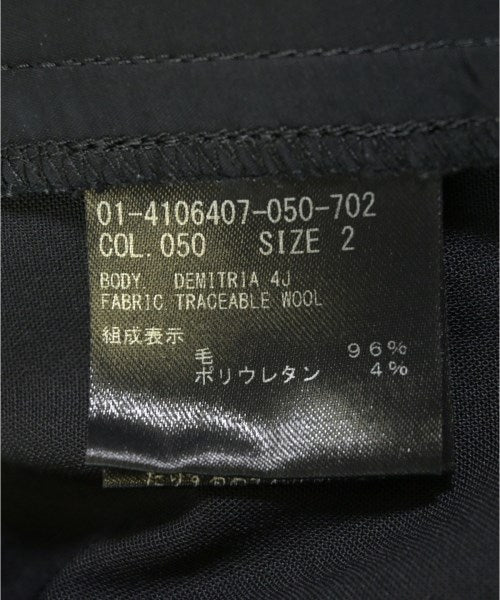 01-4106407-050-702
COL.050 SIZE 2
BODY. DEMITRIA 4J
FABRIC TRACEABLE WOOL
組成表示
毛 96%
ポリウレタン 4%